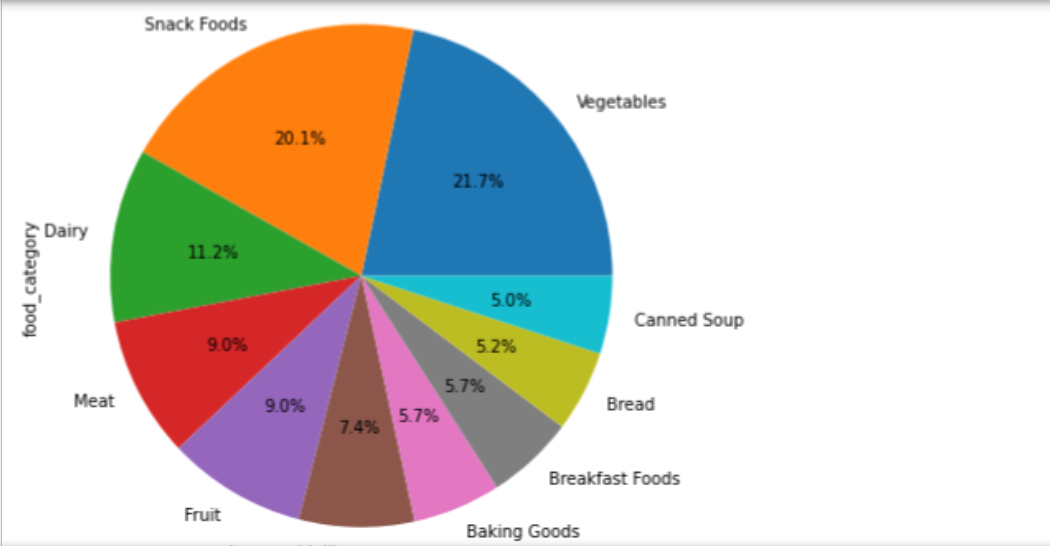 Snack Foods
Vegetables
20.1%
21.7%
food_category
Dairy
11.2%
5.0%
Canned Soup
9.0%
5.2%
5.7%
Meat
9.0%
7.4%
5.7%
Bread
Breakfast Foods
Fruit
Baking Goods